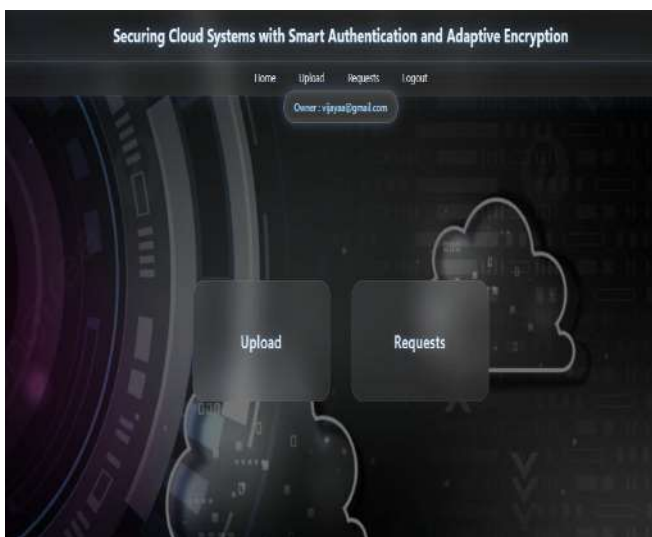 Securing Cloud Systems with Smart Authentication and Adaptive Encryption
Home Upload Requests Logout
Owner : vijayaa@gmail.com
Upload Requests